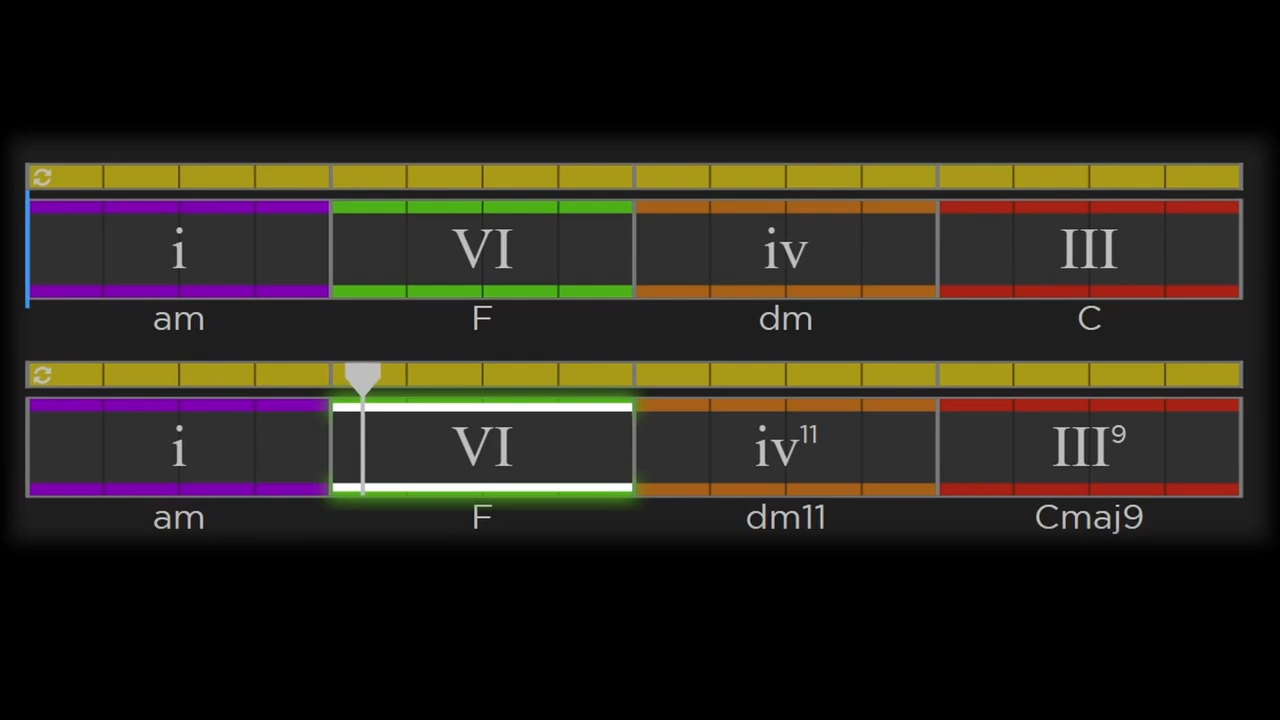 i VI iv III
am F dm C
i VI iv¹¹ III⁹
am F dm11 Cmaj9